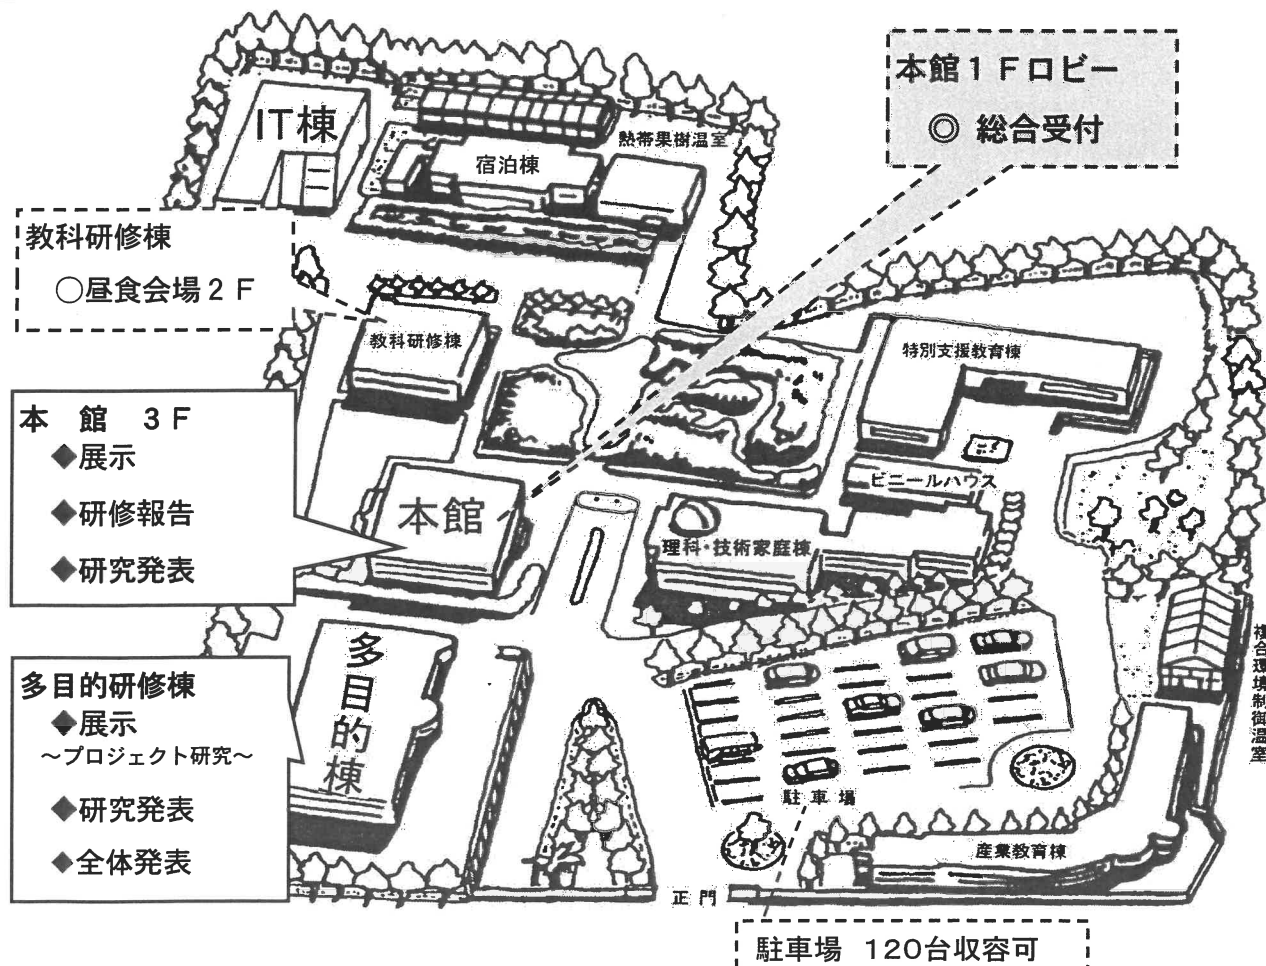 本館1Fロビー
◎ 総合受付
IT棟
熱帯果樹温室
宿泊棟
教科研修棟
○昼食会場2F
教科研修棟
特別支援教育棟
本 館 3F
◆展示
◆研修報告
◆研究発表
本館
ビニールハウス
理科・技術家庭棟
多目的棟
複合環境制御温室
多目的研修棟
◆展示
～プロジェクト研究～
◆研究発表
◆全体発表
駐車場
産業教育棟
正門
駐車場 120台収容可